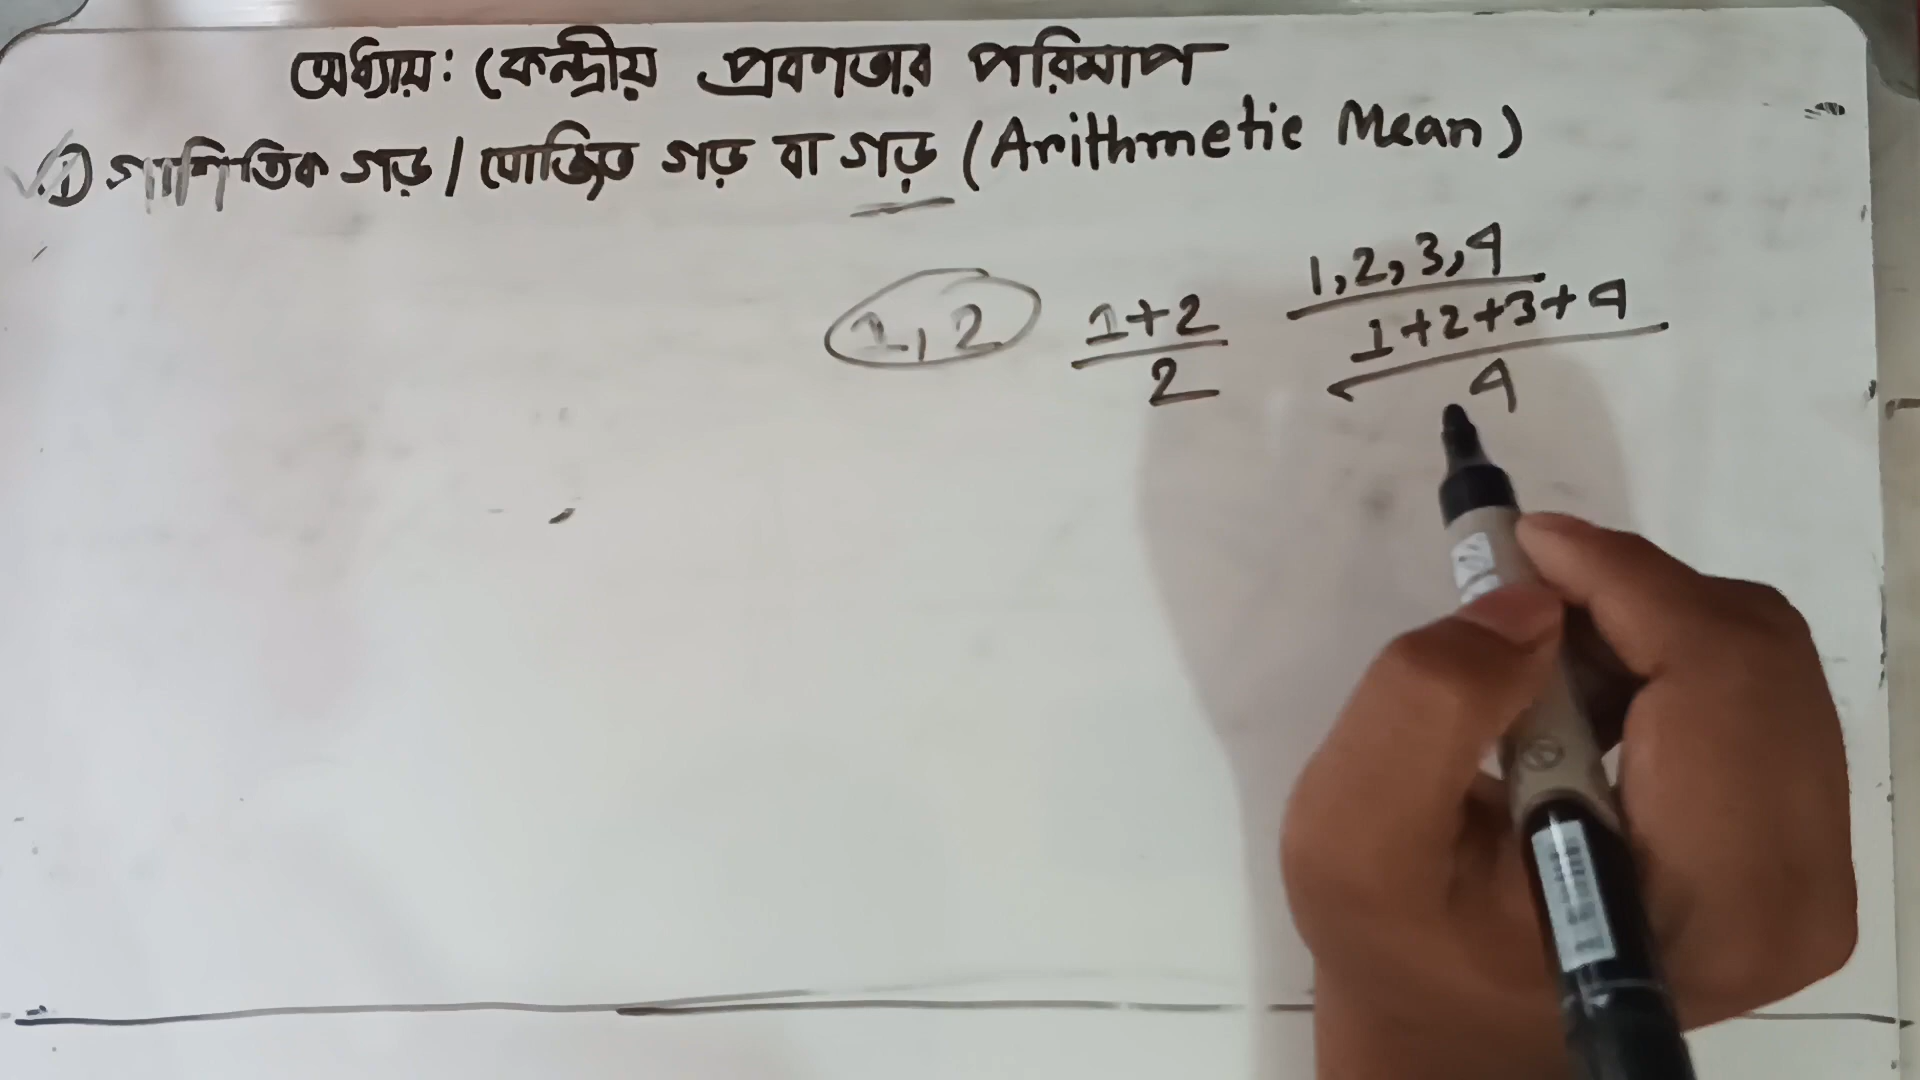 অধ্যায়: কেন্দ্রীয় প্রবণতার পরিমাপ
① গাণিতিক গড় / যোজিত গড় বা গড় (Arithmetic Mean)
1, 2
1+2
2
1, 2, 3, 4
1+2+3+4
4